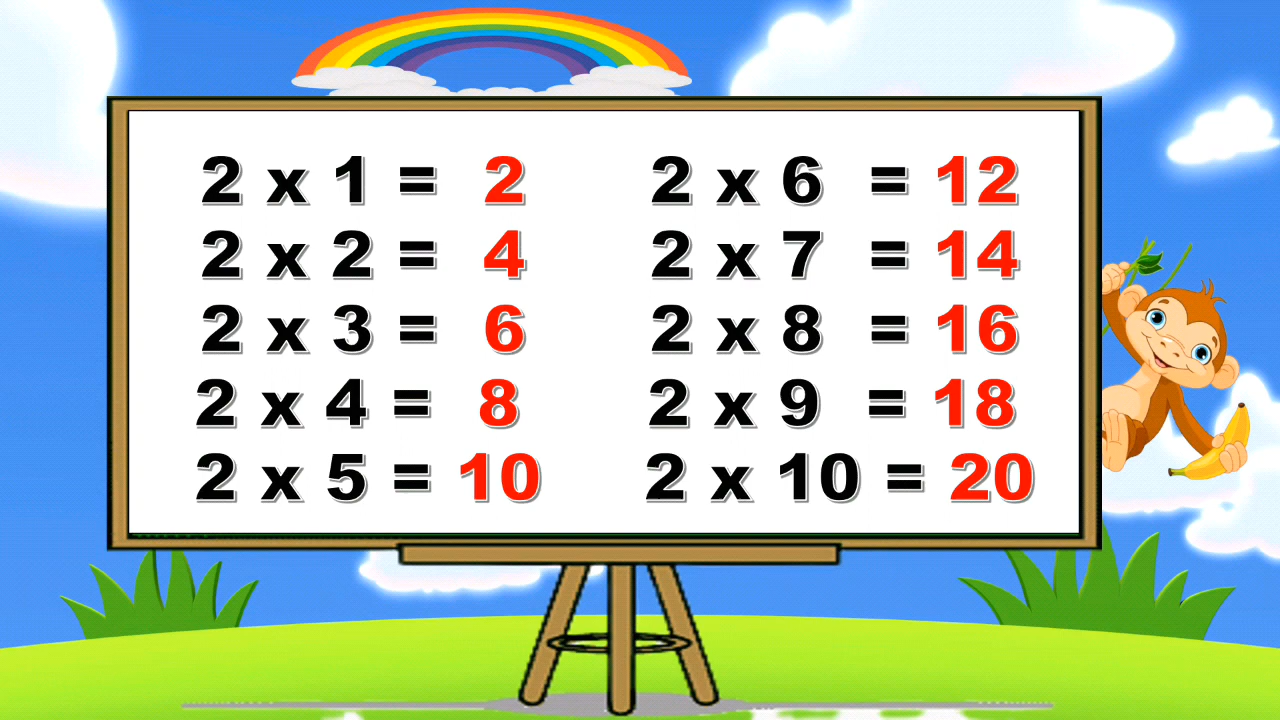 2 x 1 = 2
2 x 2 = 4
2 x 3 = 6
2 x 4 = 8
2 x 5 = 10
2 x 6 = 12
2 x 7 = 14
2 x 8 = 16
2 x 9 = 18
2 x 10 = 20